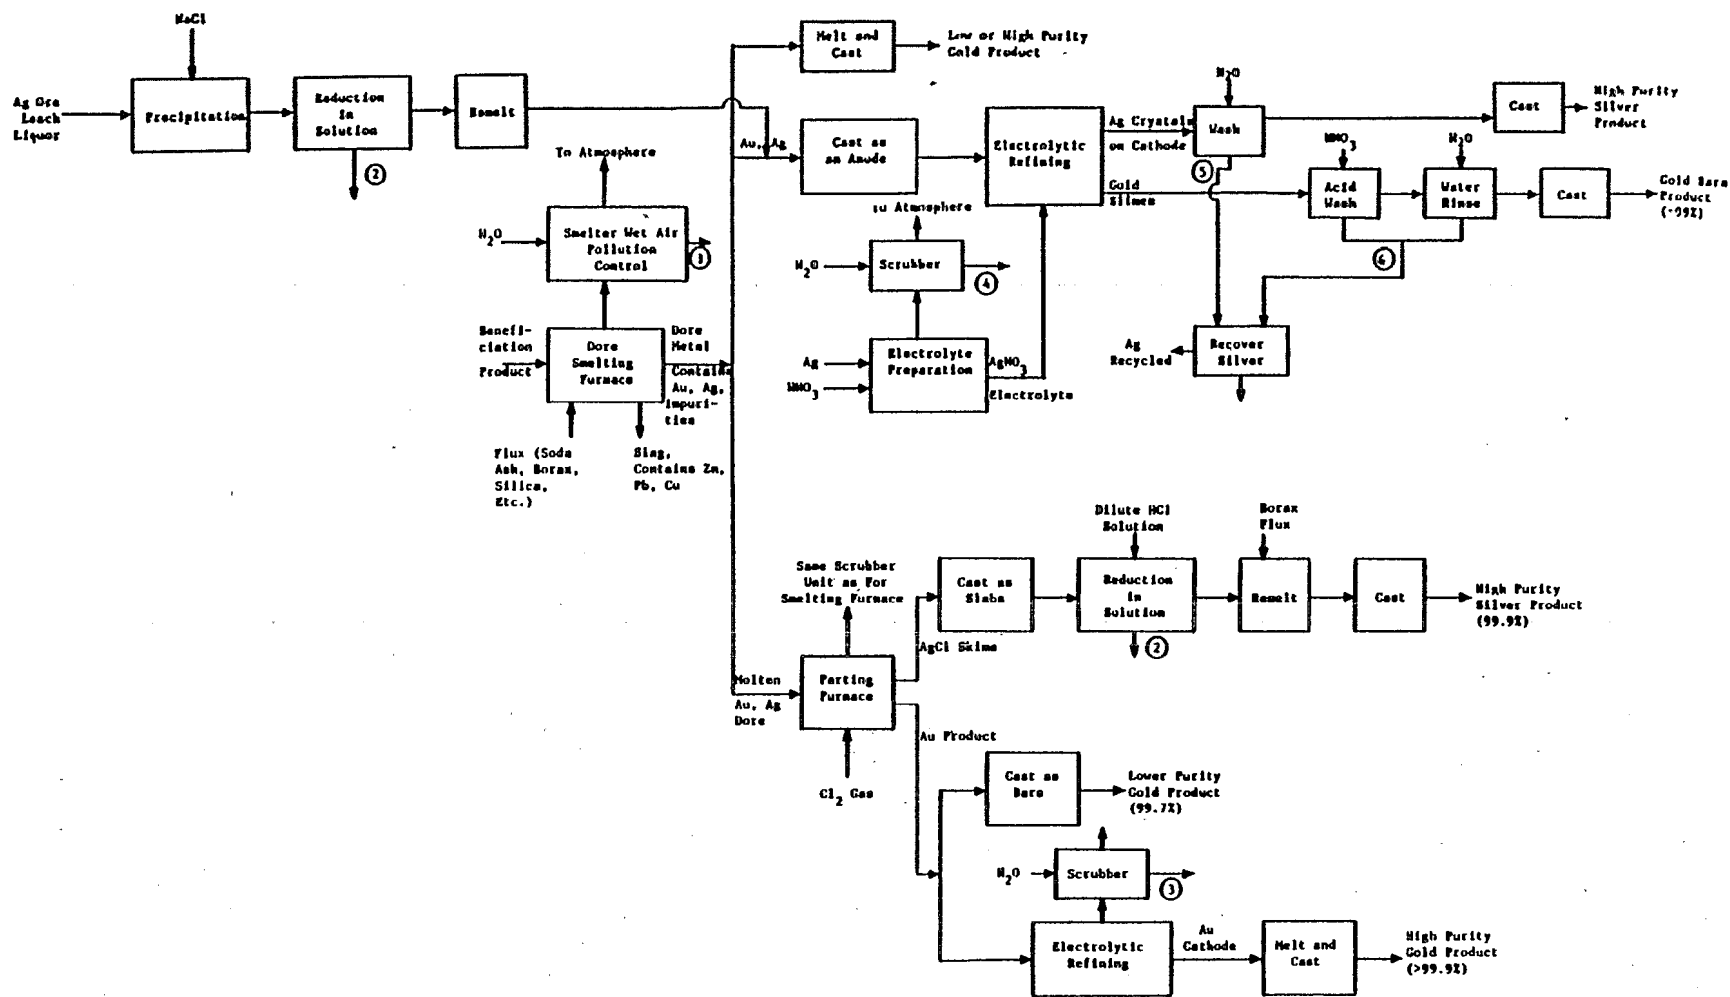 NaCl
Ag Ore
Leach
Liquor
Precipitation
Reduction
in
Solution
2
Remelt
To Atmosphere
H2O
Smelter Wet Air
Pollution
Control
1
Benefi-
ciation
Product
Dore
Smelting
Furnace
Dore
Metal
Contains
Au, Ag,
Impuri-
ties
Flux (Soda
Ash, Borax,
Silica,
Etc.)
Slag,
Contains Zn,
Pb, Cu
Melt and
Cast
Low or High Purity
Gold Product
Au, Ag
Cast as
an Anode
Electrolytic
Refining
Ag Crystals
on Cathode
H2O
Wash
5
Cast
High Purity
Silver
Product
Gold
Slimes
HNO3
Acid
Wash
H2O
Water
Rinse
Cast
Gold Bars
Product
6
To Atmosphere
H2O
Scrubber
4
Ag
HNO3
Electrolyte
Preparation
AgNO3
Electrolyte
Ag
Recycled
Recover
Silver
Same Scrubber
Unit as For
Smelting Furnace
Molten
Au, Ag
Dore
Parting
Furnace
Cl2 Gas
AgCl Skims
Cast as
Slabs
Dilute HCl
Solution
Reduction
in
Solution
2
Borax
Flux
Remelt
Cast
High Purity
Silver Product
(99.9%)
Au Product
Cast as
Bars
Lower Purity
Gold Product
(99.7%)
H2O
Scrubber
3
Electrolytic
Refining
Au
Cathode
Melt and
Cast
High Purity
Gold Product
(>99.9%)